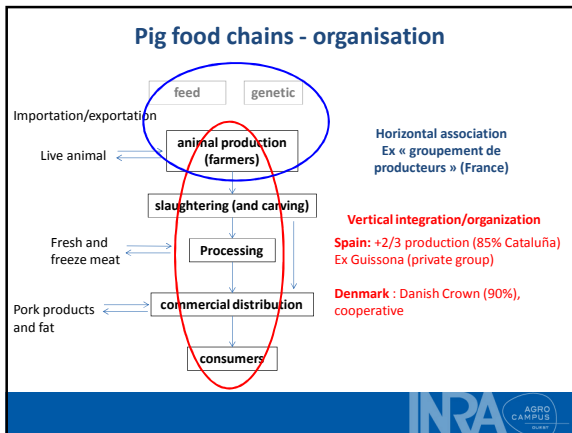 Pig food chains - organisation
feed
genetic
Importation/exportation
animal production
(farmers)
Live animal
Horizontal association
Ex « groupement de
producteurs » (France)
slaughtering (and carving)
Vertical integration/organization
Fresh and
freeze meat
Processing
Spain: +2/3 production (85% Cataluña)
Ex Guissona (private group)
commercial distribution
Denmark : Danish Crown (90%),
cooperative
Pork products
and fat
consumers
INRA
AGRO
CAMPUS
OUEST